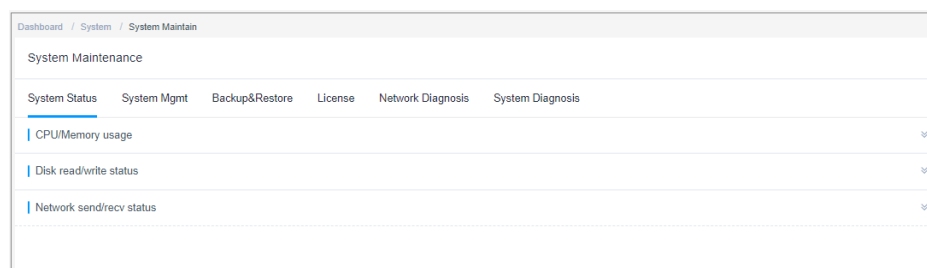 Dashboard / System / System Maintain
System Maintenance
System Status System Mgmt Backup&Restore License Network Diagnosis System Diagnosis
CPU/Memory usage
Disk read/write status
Network send/recv status